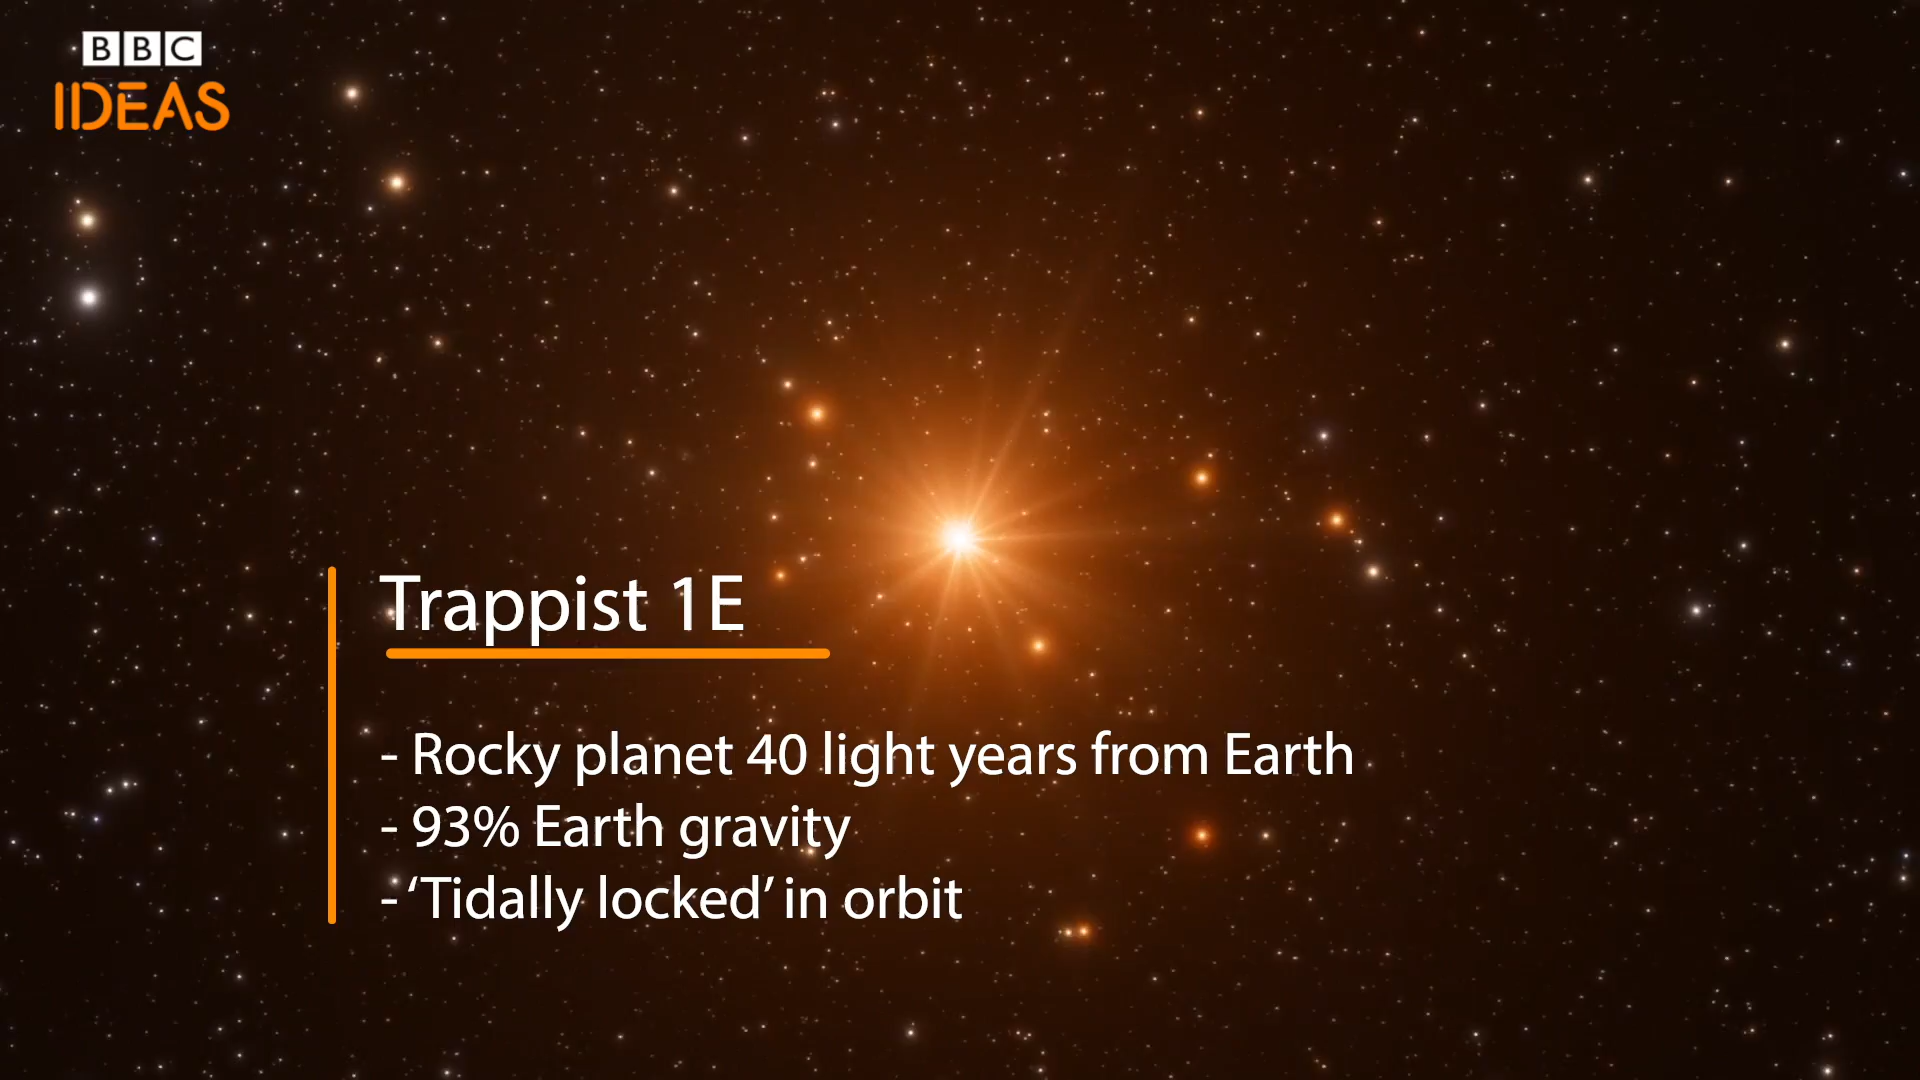 BBC
IDEAS
Trappist 1E
- Rocky planet 40 light years from Earth
- 93% Earth gravity
- ‘Tidally locked’ in orbit